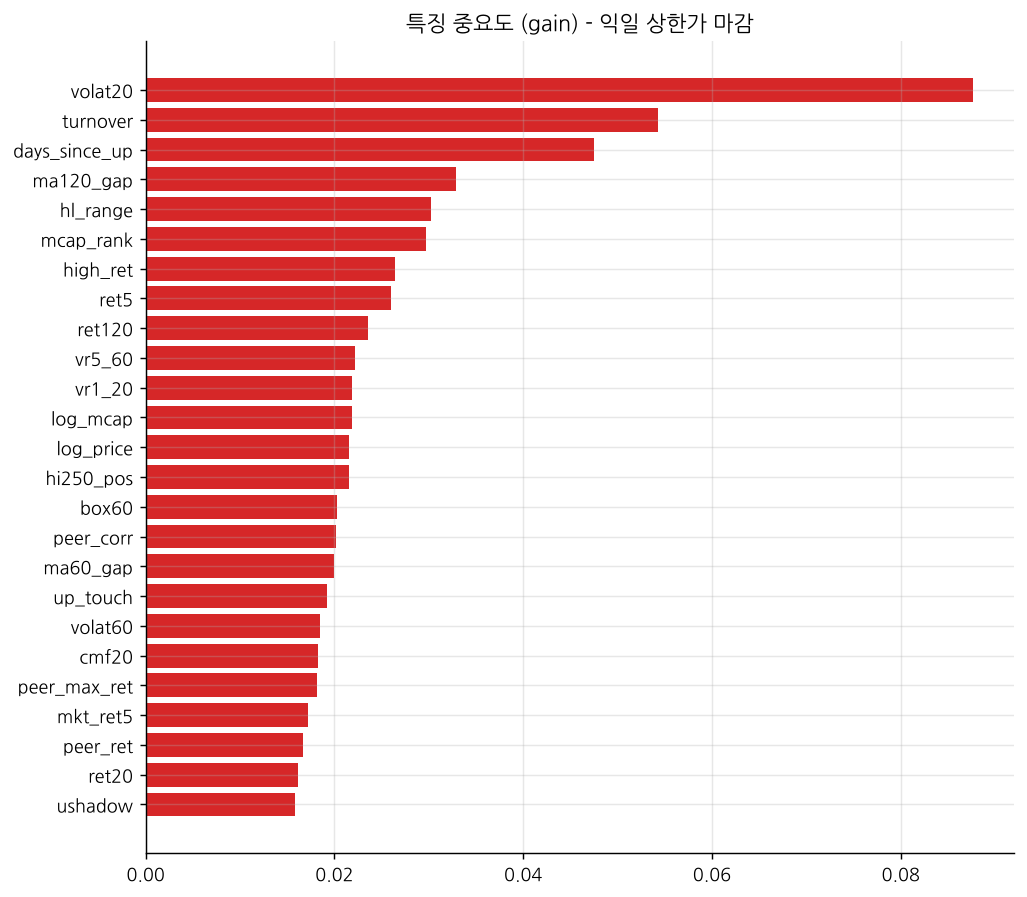 특징 중요도 (gain) - 익일 상한가 마감
volat20
turnover
days_since_up
ma120_gap
hl_range
mcap_rank
high_ret
ret5
ret120
vr5_60
vr1_20
log_mcap
log_price
hi250_pos
box60
peer_corr
ma60_gap
up_touch
volat60
cmf20
peer_max_ret
mkt_ret5
peer_ret
ret20
ushadow
0.00 0.02 0.04 0.06 0.08